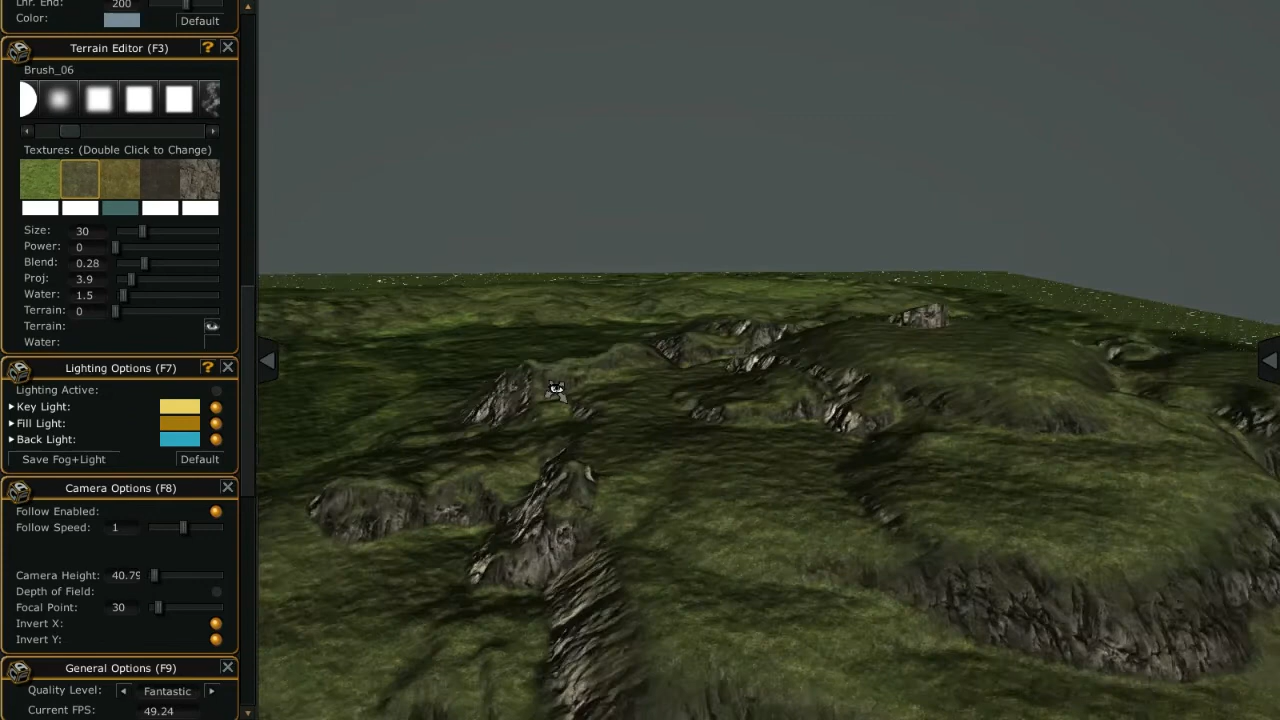 Lnr. End: 200
Color: Default
Terrain Editor (F3) ?
Brush_06
Textures: (Double Click to Change)
Size: 30
Power: 0
Blend: 0.28
Proj: 3.9
Water: 1.5
Terrain: 0
Terrain:
Water:
Lighting Options (F7) ?
Lighting Active:
Key Light:
Fill Light:
Back Light:
Save Fog+Light Default
Camera Options (F8)
Follow Enabled:
Follow Speed: 1
Camera Height: 40.79
Depth of Field:
Focal Point: 30
Invert X:
Invert Y:
General Options (F9)
Quality Level: Fantastic
Current FPS: 49.24